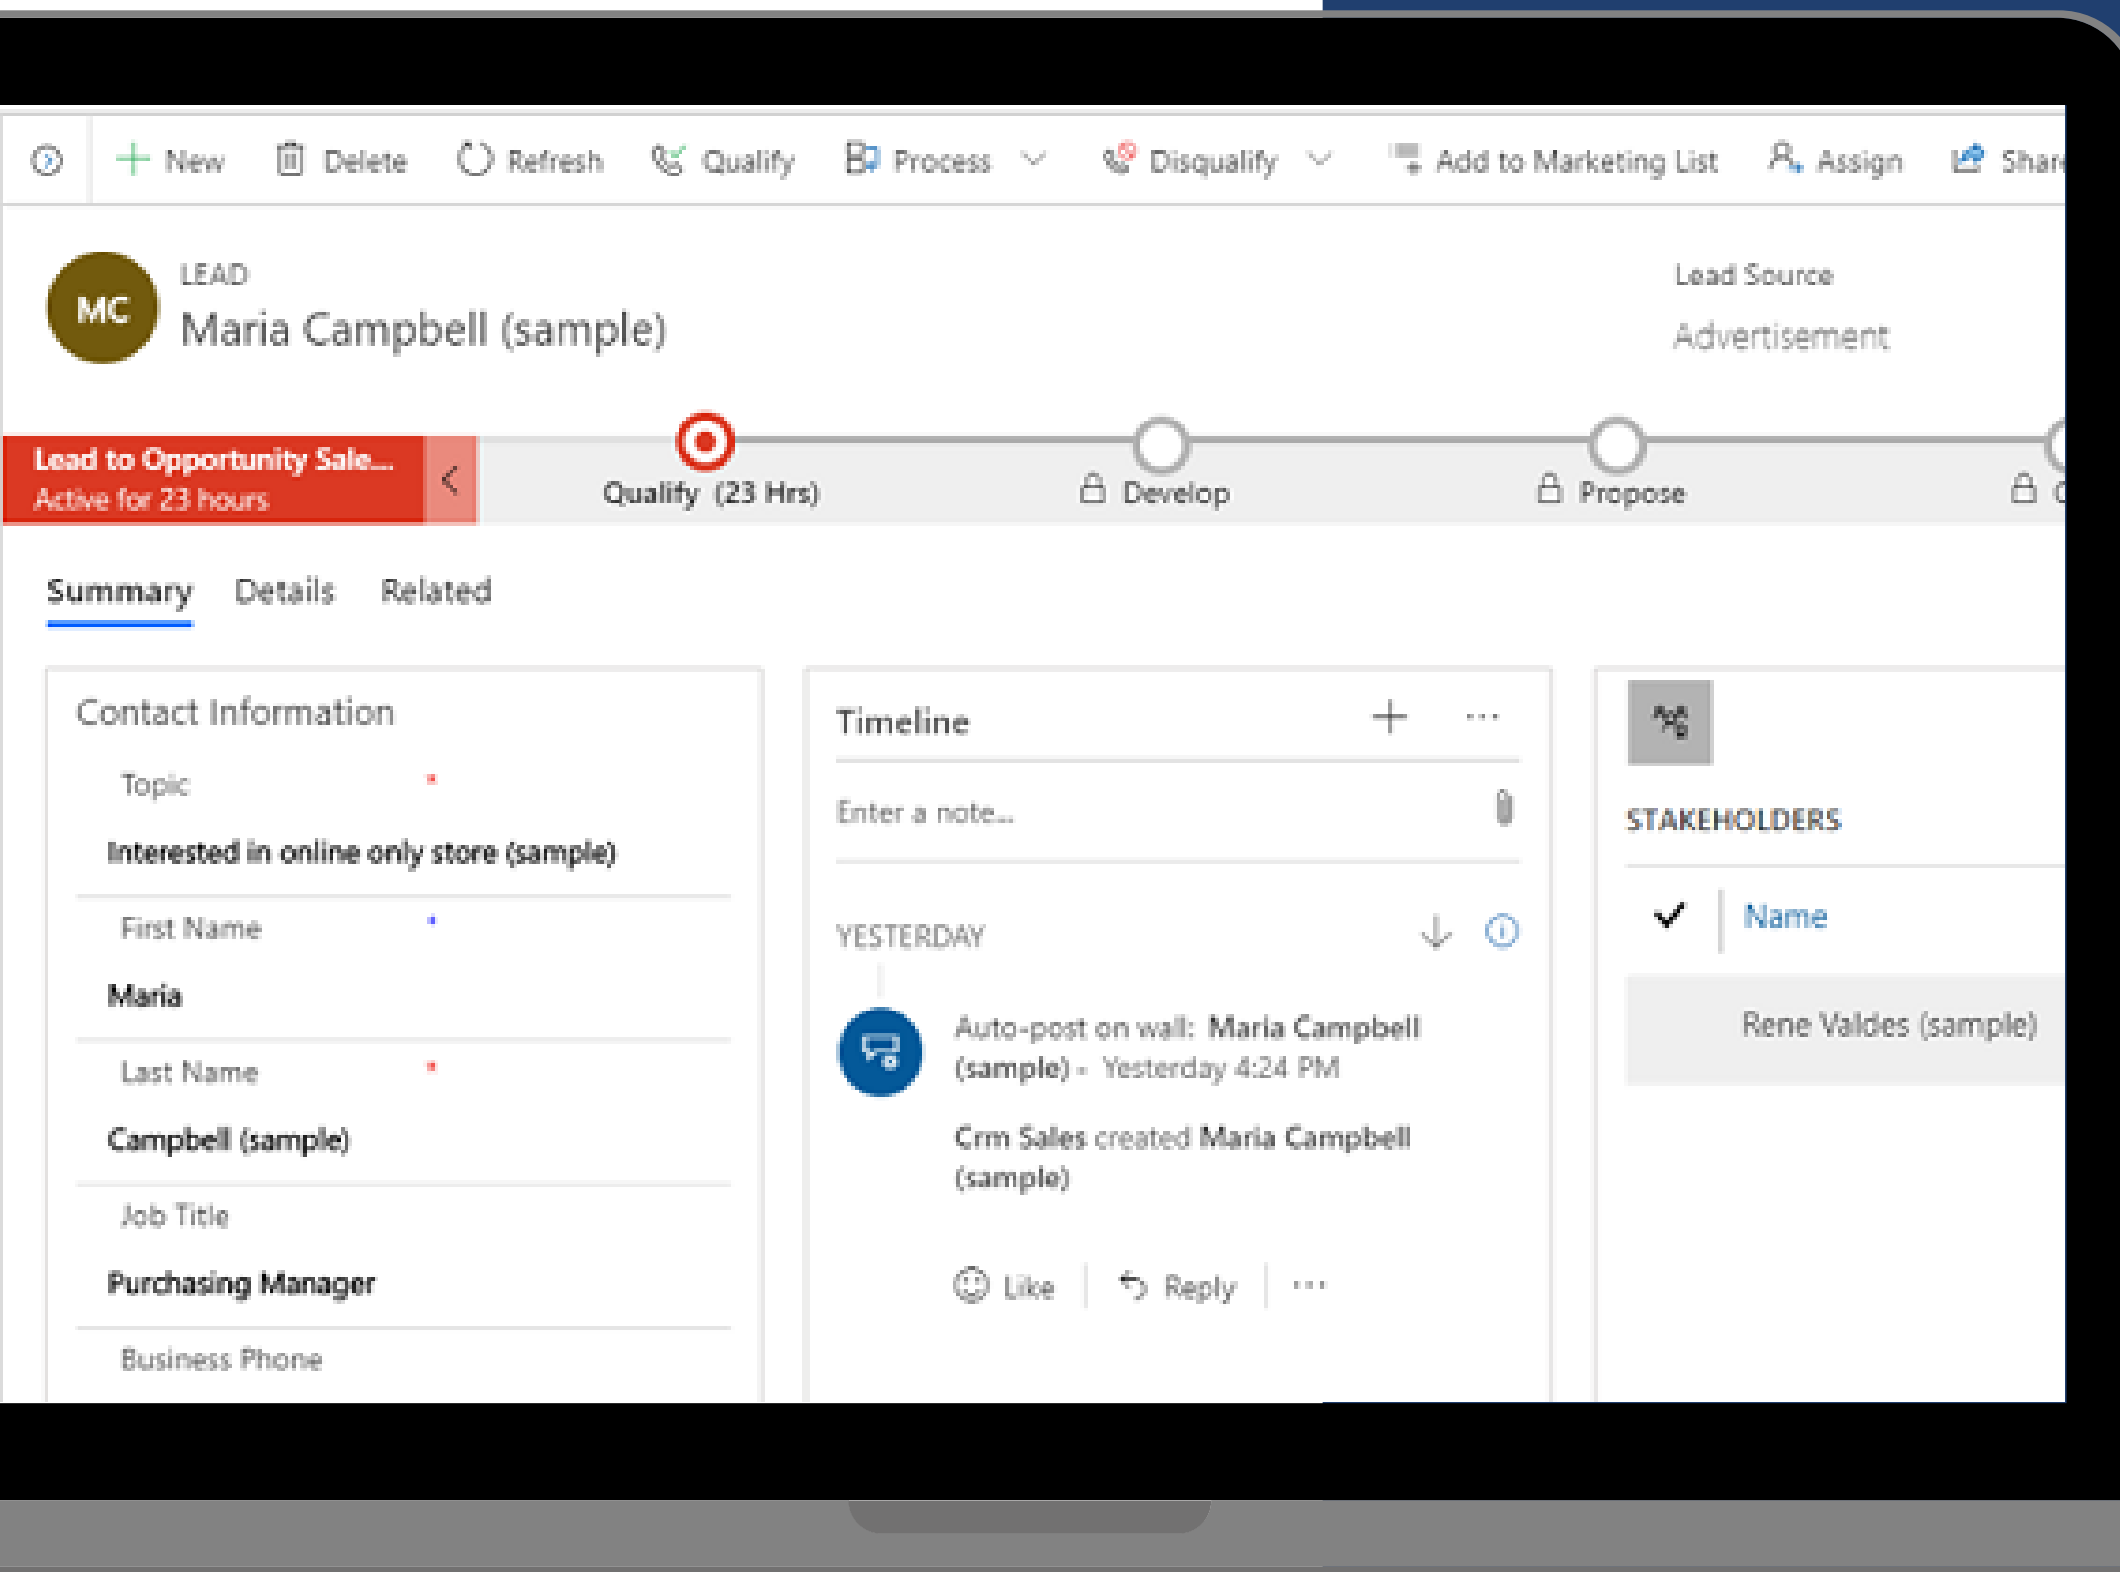 New Delete Refresh Qualify Process Disqualify Add to Marketing List Assign Share
MC
LEAD
Maria Campbell (sample)
Lead Source
Advertisement
Lead to Opportunity Sale...
Active for 23 hours
Qualify (23 Hrs)
Develop
Propose
Summary Details Related
Contact Information
Topic *
Interested in online only store (sample)
First Name
Maria
Last Name *
Campbell (sample)
Job Title
Purchasing Manager
Business Phone
Timeline
Enter a note...
YESTERDAY
Auto-post on wall: Maria Campbell
(sample) - Yesterday 4:24 PM
Crm Sales created Maria Campbell
(sample)
Like Reply ...
STAKEHOLDERS
Name
Rene Valdes (sample)